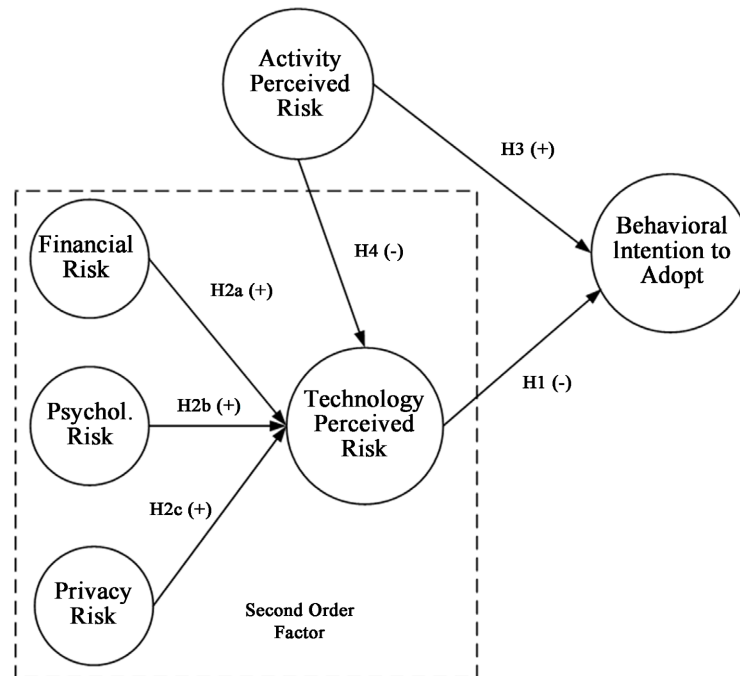 Activity
Perceived
Risk
H3 (+)
Behavioral
Intention to
Adopt
Financial
Risk
H4 (-)
H2a (+)
Psychol.
Risk
H2b (+)
Technology
Perceived
Risk
H1 (-)
H2c (+)
Privacy
Risk
Second Order
Factor